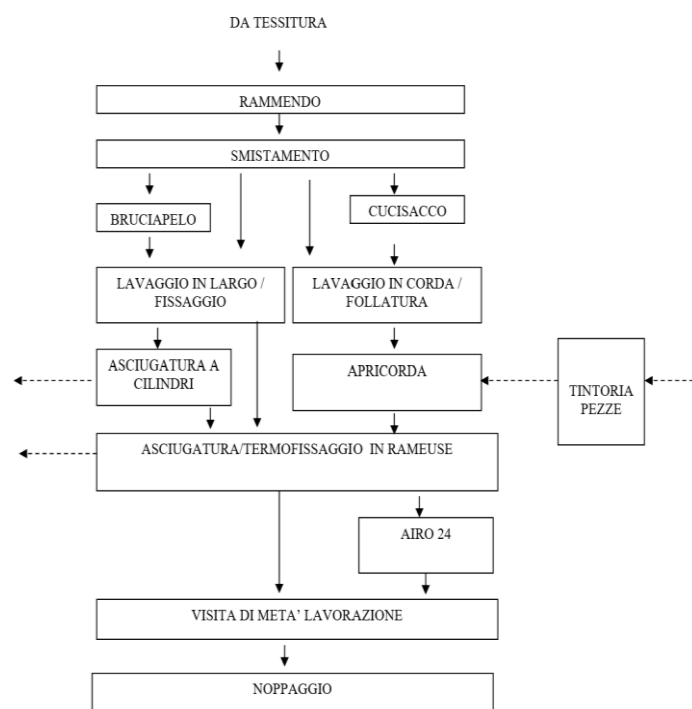 DA TESSITURA
RAMMENDO
SMISTAMENTO
BRUCIAPELO
CUCISACCO
LAVAGGIO IN LARGO /
FISSAGGIO
LAVAGGIO IN CORDA /
FOLLATURA
ASCIUGATURA A
CILINDRI
APRICORDA
TINTORIA
PEZZE
ASCIUGATURA/TERMOFISSAGGIO IN RAMEUSE
AIRO 24
VISITA DI META’ LAVORAZIONE
NOPPAGGIO